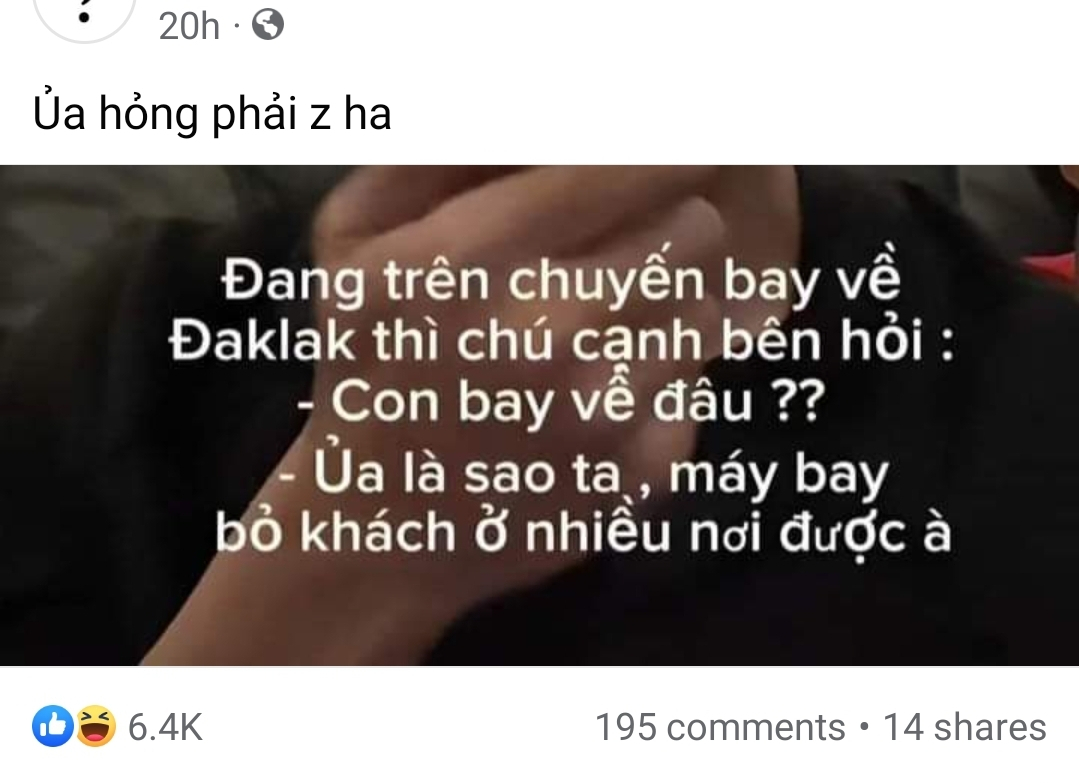 20h ·
Ủa hỏng phải z ha
Đang trên chuyến bay về
Đaklak thì chú cạnh bên hỏi :
- Con bay về đâu ??
- Ủa là sao ta , máy bay
bỏ khách ở nhiều nơi được à
6.4K
195 comments • 14 shares